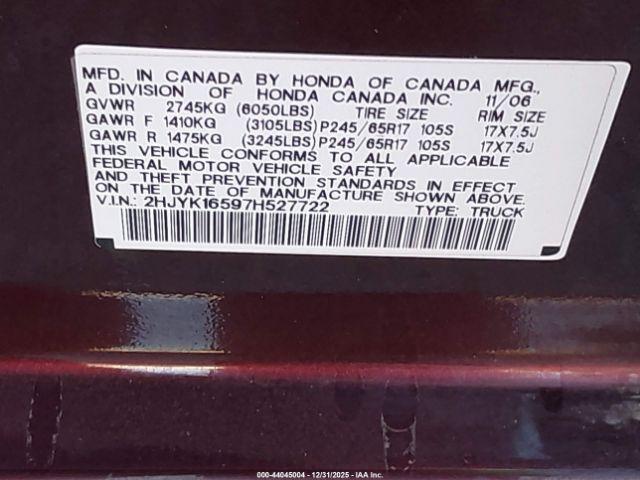 MFD. IN CANADA BY HONDA OF CANADA MFG.,
A DIVISION OF HONDA CANADA INC. 11/06
GVWR 2745KG (6050LBS) TIRE SIZE RIM SIZE
GAWR F 1410KG (3105LBS) P245/65R17 105S 17X7.5J
GAWR R 1475KG (3245LBS) P245/65R17 105S 17X7.5J
THIS VEHICLE CONFORMS TO ALL APPLICABLE
FEDERAL MOTOR VEHICLE SAFETY
AND THEFT PREVENTION STANDARDS IN EFFECT
ON THE DATE OF MANUFACTURE SHOWN ABOVE.
V.I.N.: 2HJYK16597H527722 TYPE: TRUCK
000-44045004 - 12/31/2025 - IAA Inc.